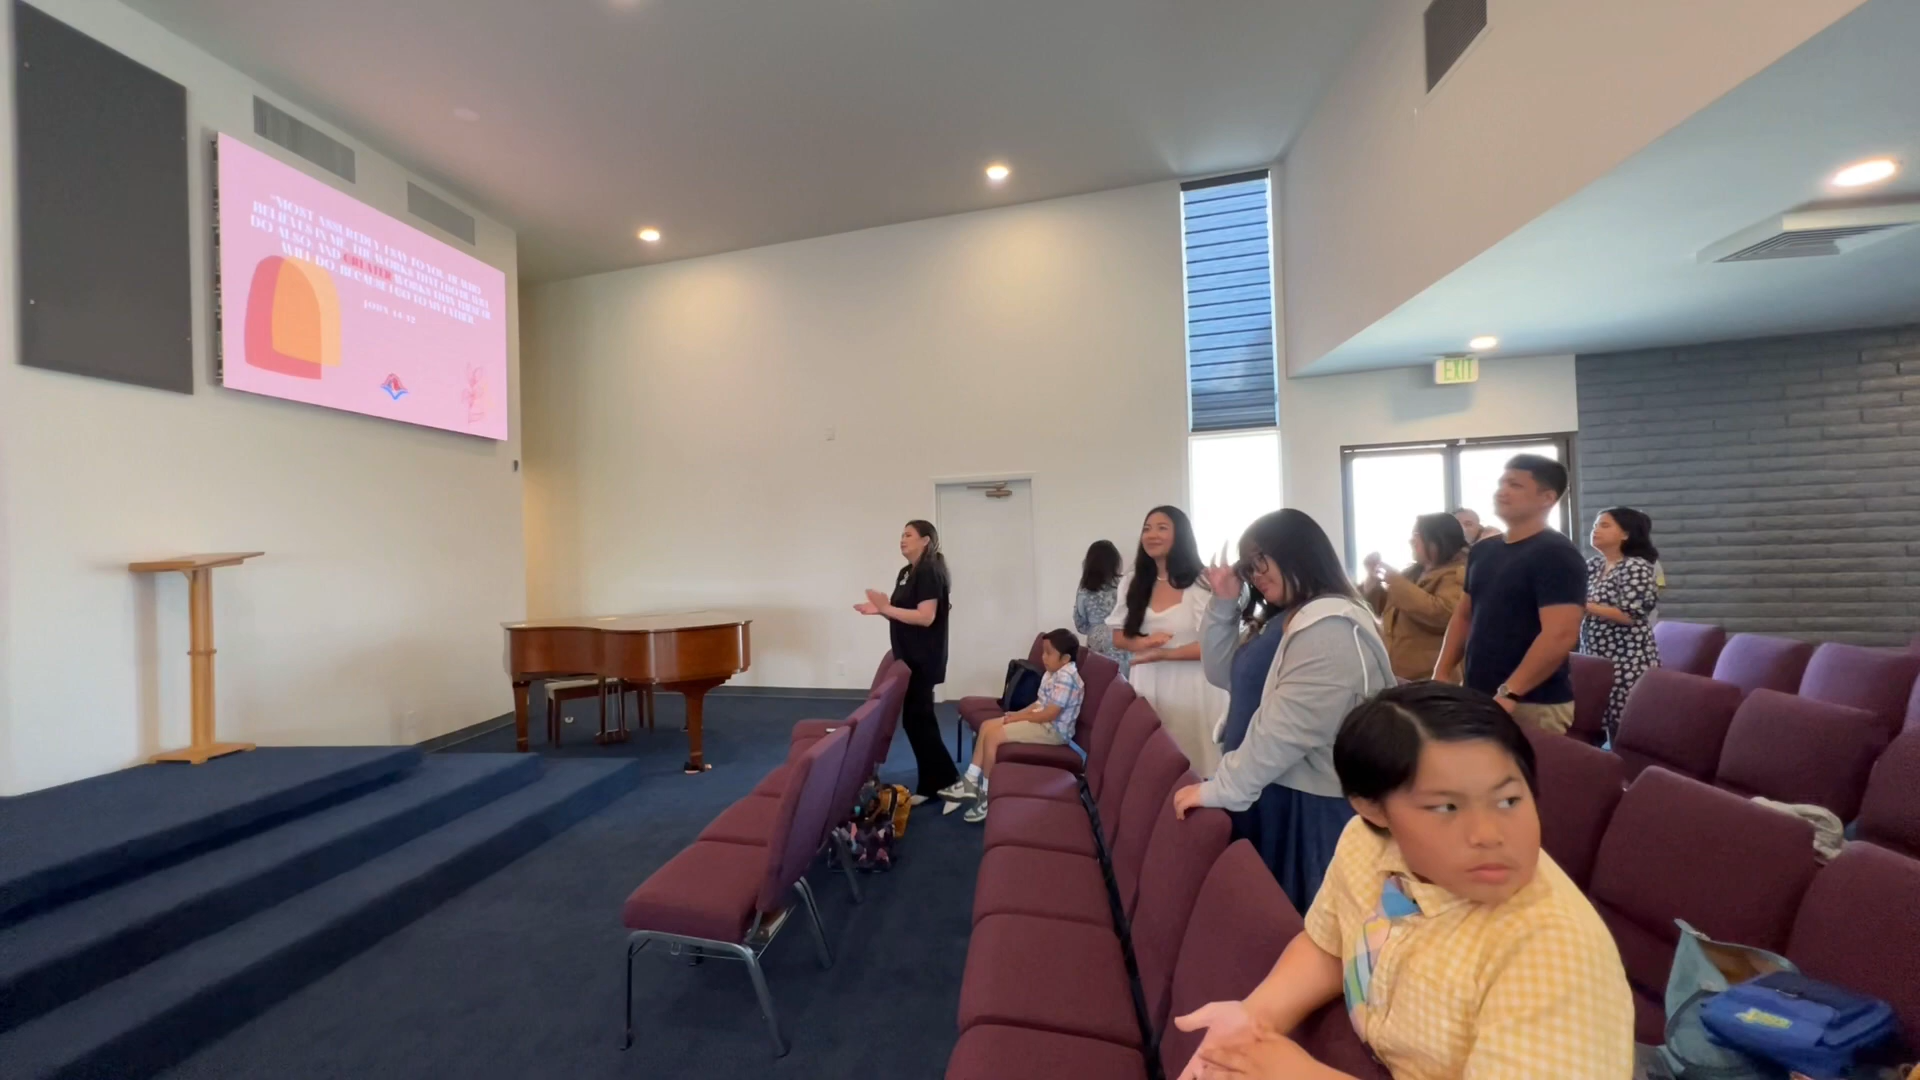 "MOST ASSUREDLY, I SAY TO YOU, HE WHO
BELIEVES IN ME, THE WORKS THAT I DO HE WILL
DO ALSO; AND GREATER WORKS THAN THESE HE
WILL DO, BECAUSE I GO TO MY FATHER.
JOHN 14:12
EXIT